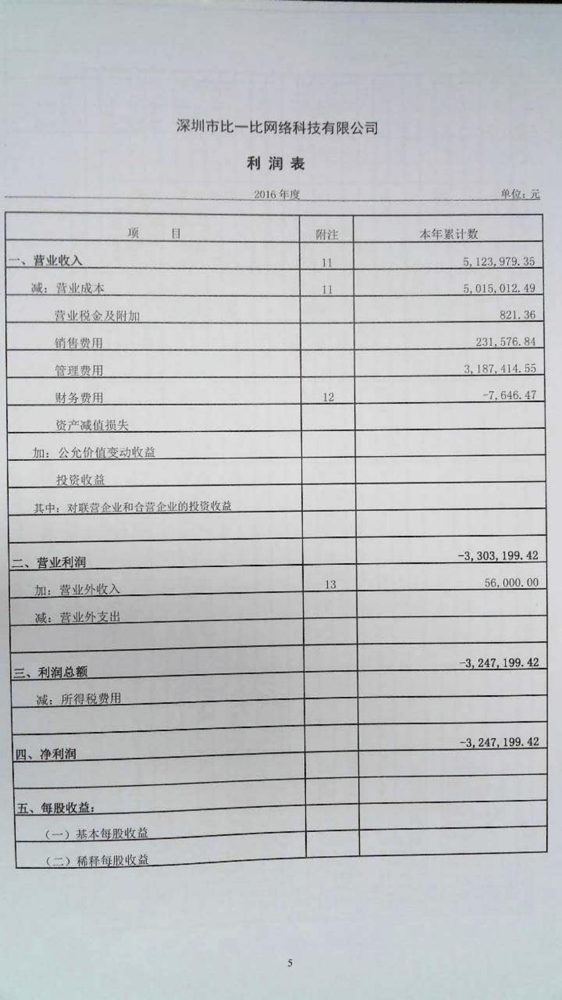 深圳市比一比网络科技有限公司
利 润 表
2016 年度 单位：元
项 目 附注 本年累计数
一、营业收入 11 5,123,979.35
减：营业成本 11 5,015,012.49
营业税金及附加 821.36
销售费用 231,576.84
管理费用 3,187,414.55
财务费用 12 -7,646.47
资产减值损失
加：公允价值变动收益
投资收益
其中：对联营企业和合营企业的投资收益
二、营业利润 -3,303,199.42
加：营业外收入 13 56,000.00
减：营业外支出
三、利润总额 -3,247,199.42
减：所得税费用
四、净利润 -3,247,199.42
五、每股收益：
（一）基本每股收益
（二）稀释每股收益
5